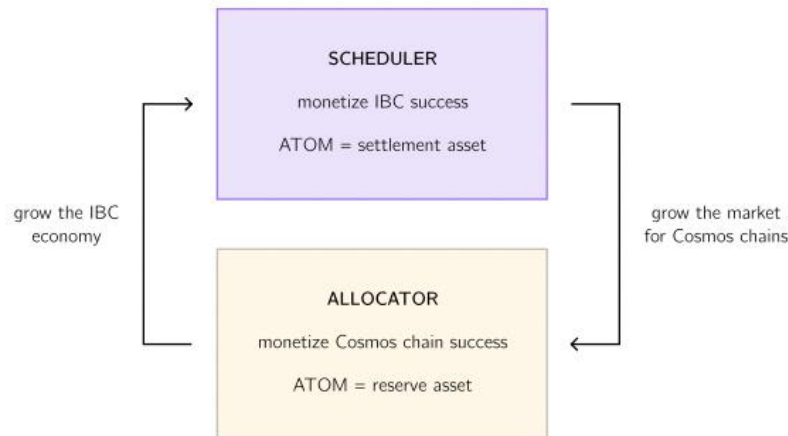 SCHEDULER
monetize IBC success
ATOM = settlement asset
grow the IBC
economy
grow the market
for Cosmos chains
ALLOCATOR
monetize Cosmos chain success
ATOM = reserve asset